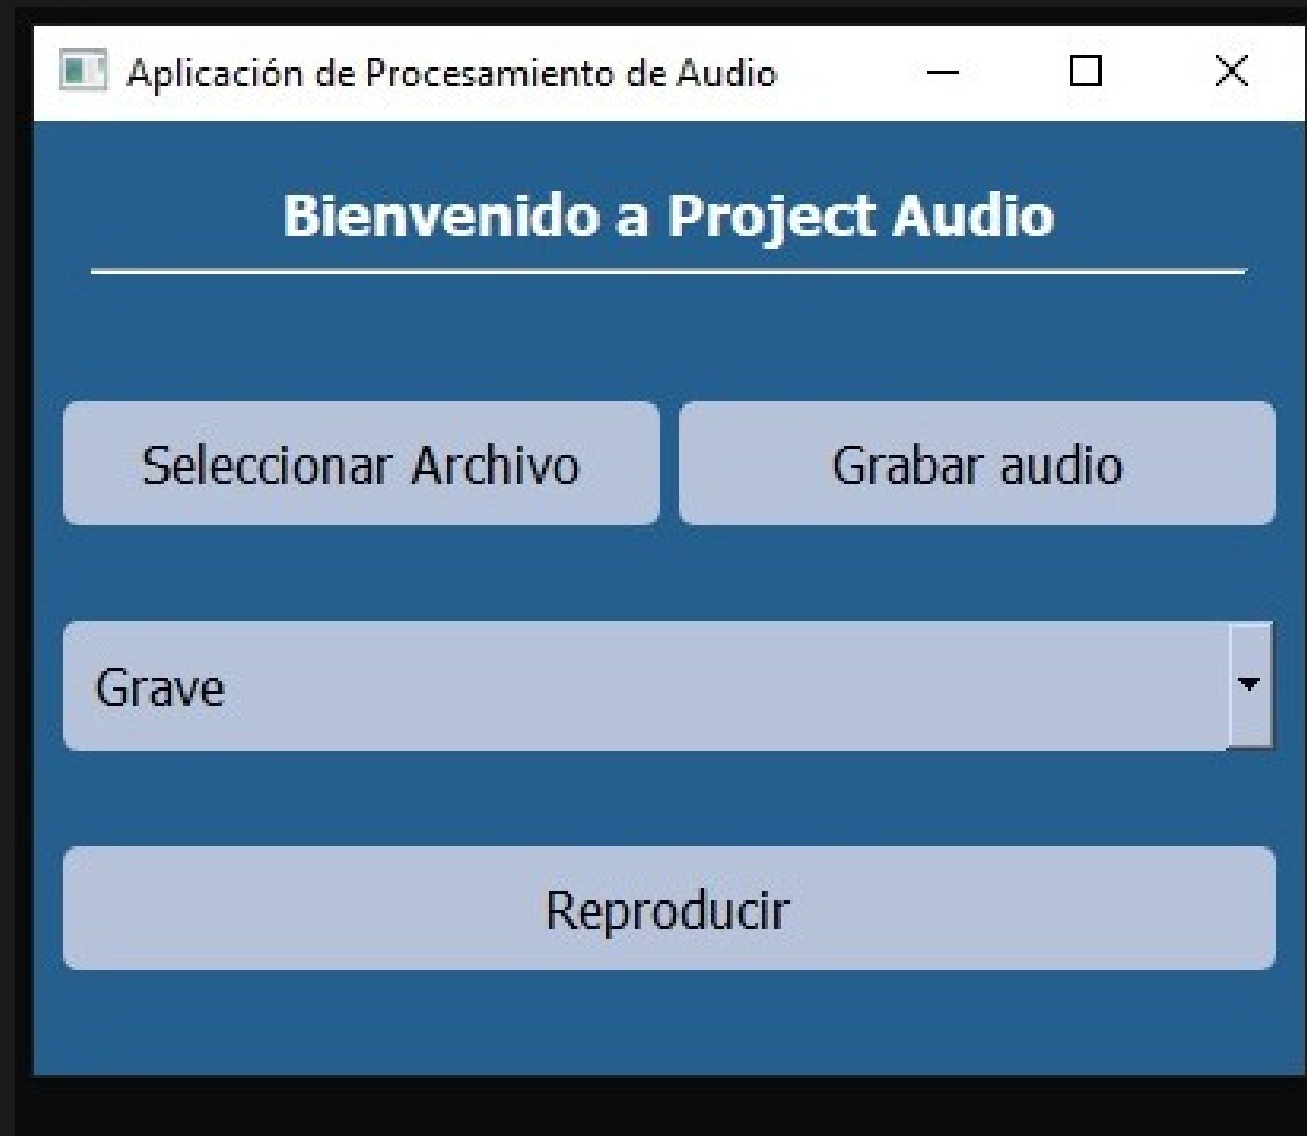 Aplicación de Procesamiento de Audio
Bienvenido a Project Audio
Seleccionar Archivo
Grabar audio
Grave
Reproducir